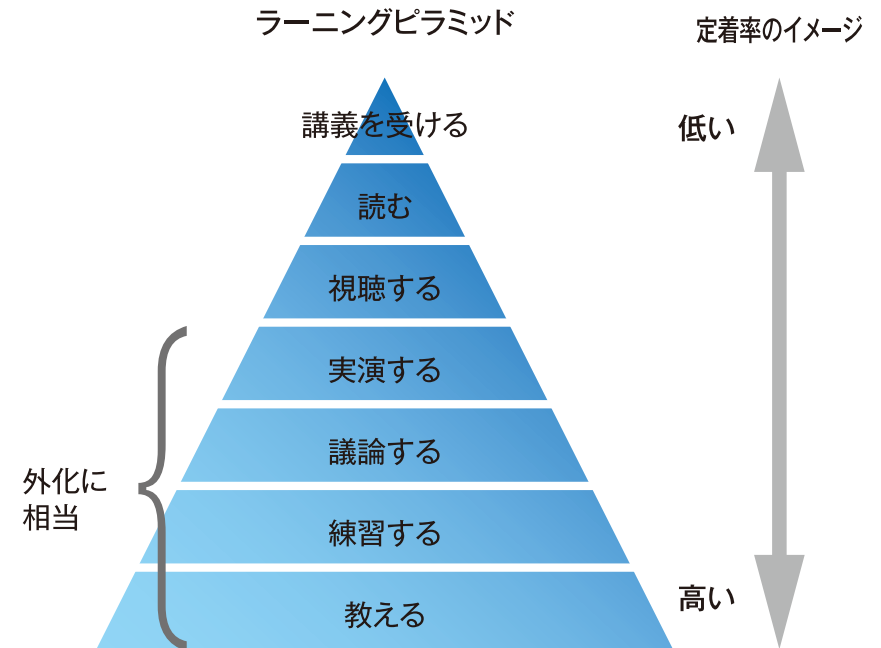 ラーニングピラミッド
定着率のイメージ
講義を受ける
低い
読む
視聴する
実演する
議論する
外化に
相当
練習する
教える
高い